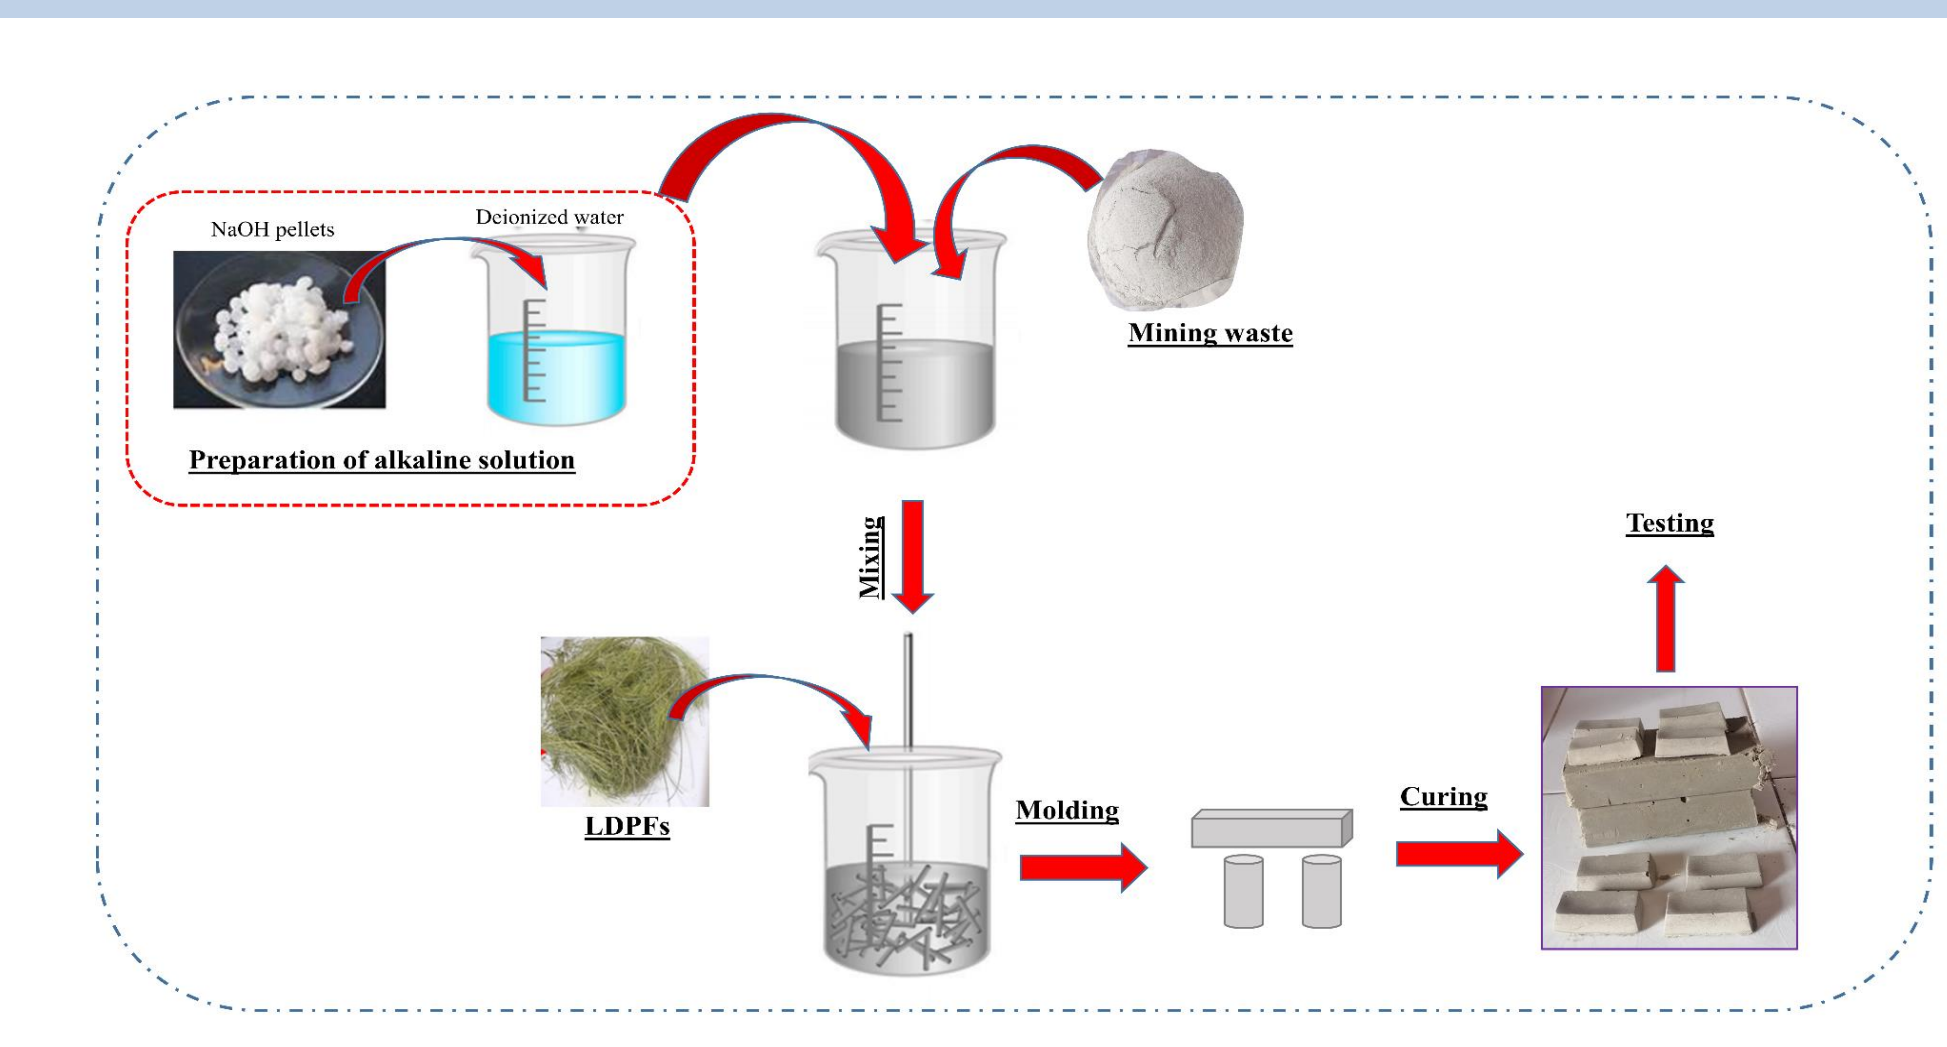 NaOH pellets
Deionized water
Preparation of alkaline solution
Mining waste
Mixing
LDPFs
Molding
Curing
Testing